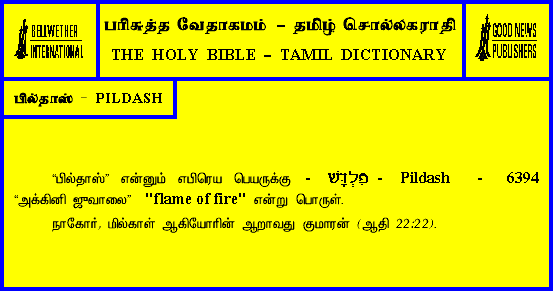 BELLWETHER
INTERNATIONAL
பரிசுத்த வேதாகமம் – தமிழ் சொல்லகராதி
THE HOLY BIBLE – TAMIL DICTIONARY
GOOD NEWS
PUBLISHERS
பில்தாஸ் – PILDASH
“பில்தாஸ்” என்னும் எபிரெய பெயருக்கு - פִּלְדָּשׁ - Pildash - 6394
“அக்கினி ஜுவாலை” "flame of fire" என்று பொருள்.
நாகோர், மில்காள் ஆகியோரின் ஆறாவது குமாரன் (ஆதி 22:22).